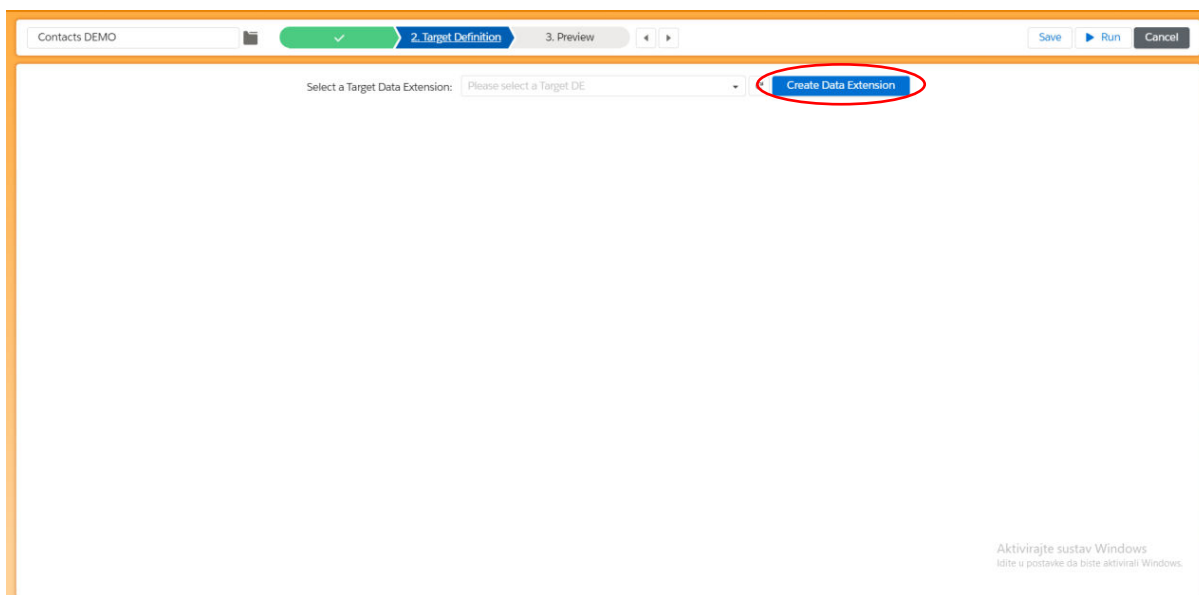 Contacts DEMO
2. Target Definition
3. Preview
Save
Run
Cancel
Select a Target Data Extension:
Please select a Target DE
Create Data Extension
Aktivirajte sustav Windows
Idite u postavke da biste aktivirali Windows.